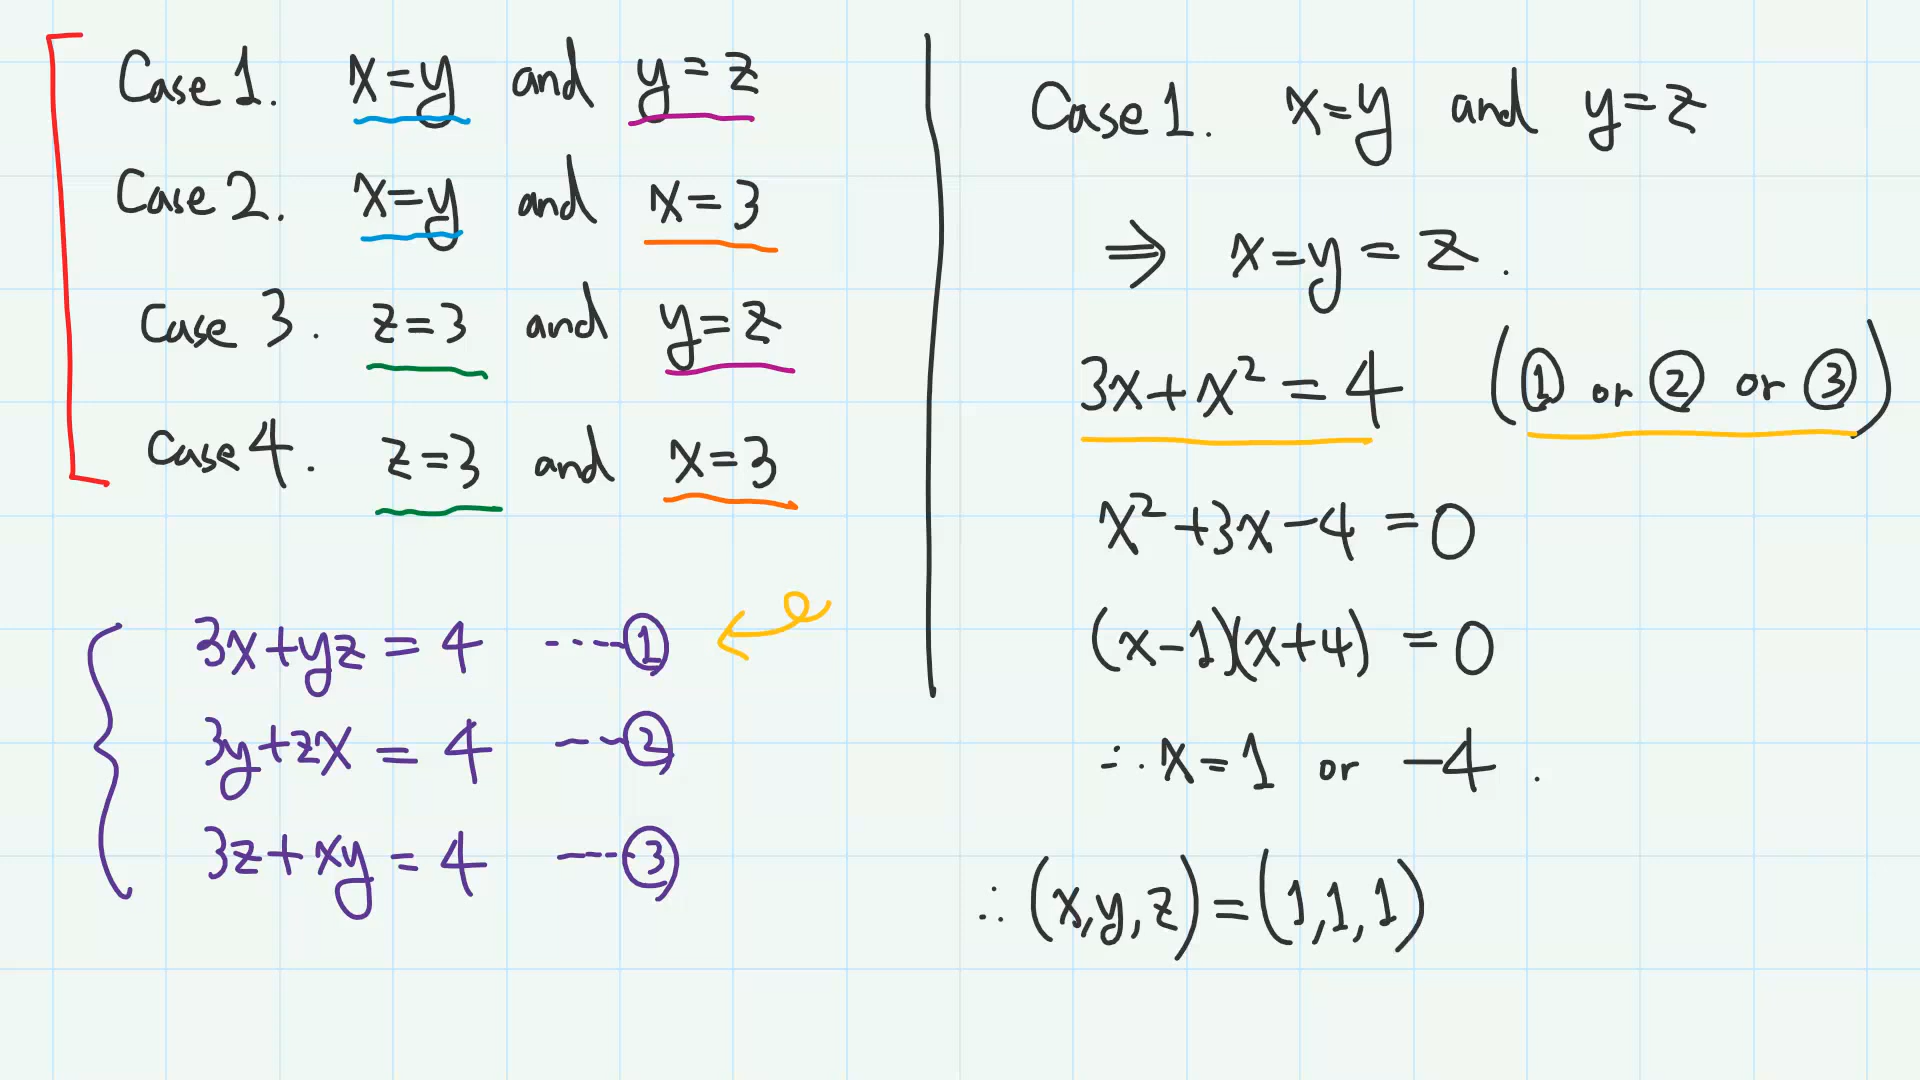 Case 1. x=y and y=z
Case 2. x=y and x=3
Case 3. z=3 and y=z
Case 4. z=3 and x=3
3x+yz=4 ---- ①
3y+zx=4 --- ②
3z+xy=4 ---- ③
Case 1. x=y and y=z
⇒ x=y=z.
3x+x²=4 (① or ② or ③)
x²+3x-4=0
(x-1)(x+4)=0
∴ x=1 or -4.
∴ (x,y,z)=(1,1,1)